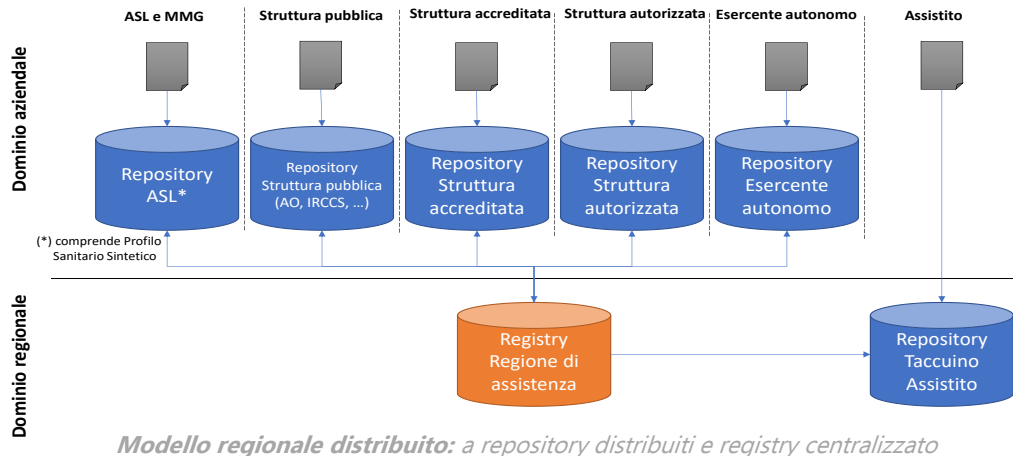 ASL e MMG
Struttura pubblica
Struttura accreditata
Struttura autorizzata
Esercente autonomo
Assistito
Dominio aziendale
Repository
ASL*
Repository
Struttura pubblica
(AO, IRCCS, ...)
Repository
Struttura
accreditata
Repository
Struttura
autorizzata
Repository
Esercente
autonomo
(*) comprende Profilo
Sanitario Sintetico
Dominio regionale
Registry
Regione di
assistenza
Repository
Taccuino
Assistito
Modello regionale distribuito: a repository distribuiti e registry centralizzato